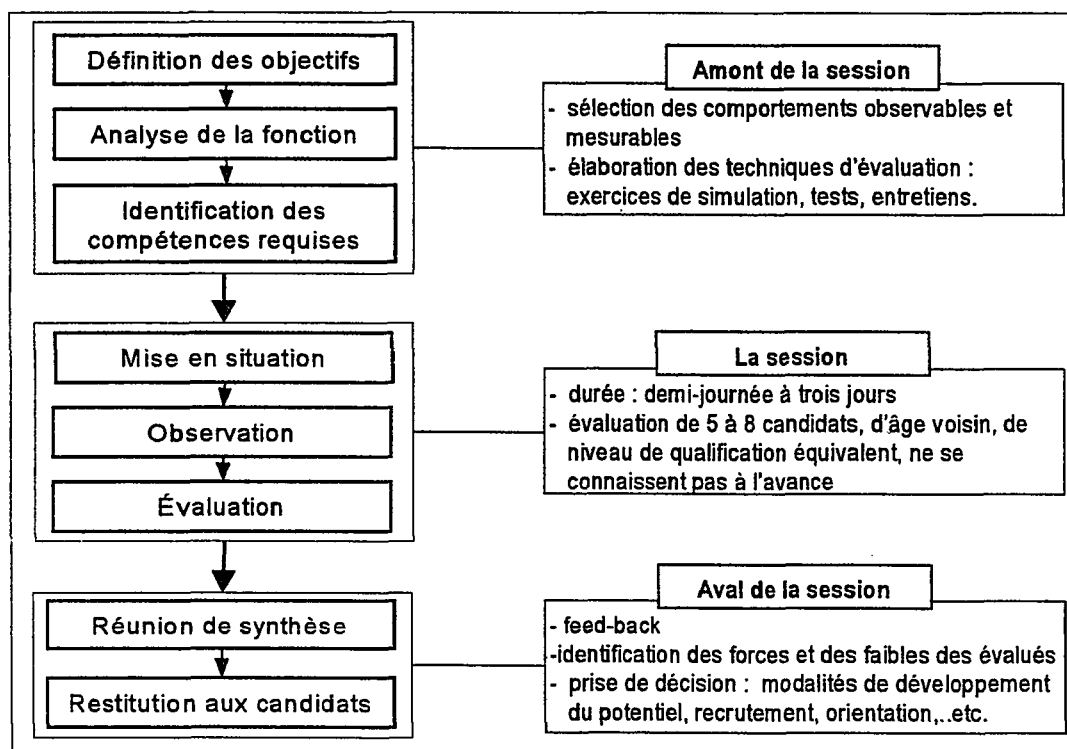 Définition des objectifs
Analyse de la fonction
Identification des
compétences requises
Amont de la session
- sélection des comportements observables et
mesurables
- élaboration des techniques d'évaluation :
exercices de simulation, tests, entretiens.
Mise en situation
Observation
Évaluation
La session
- durée : demi-journée à trois jours
- évaluation de 5 à 8 candidats, d'âge voisin, de
niveau de qualification équivalent, ne se
connaissent pas à l'avance
Réunion de synthèse
Restitution aux candidats
Aval de la session
- feed-back
-identification des forces et des faibles des évalués
- prise de décision : modalités de développement
du potentiel, recrutement, orientation,..etc.